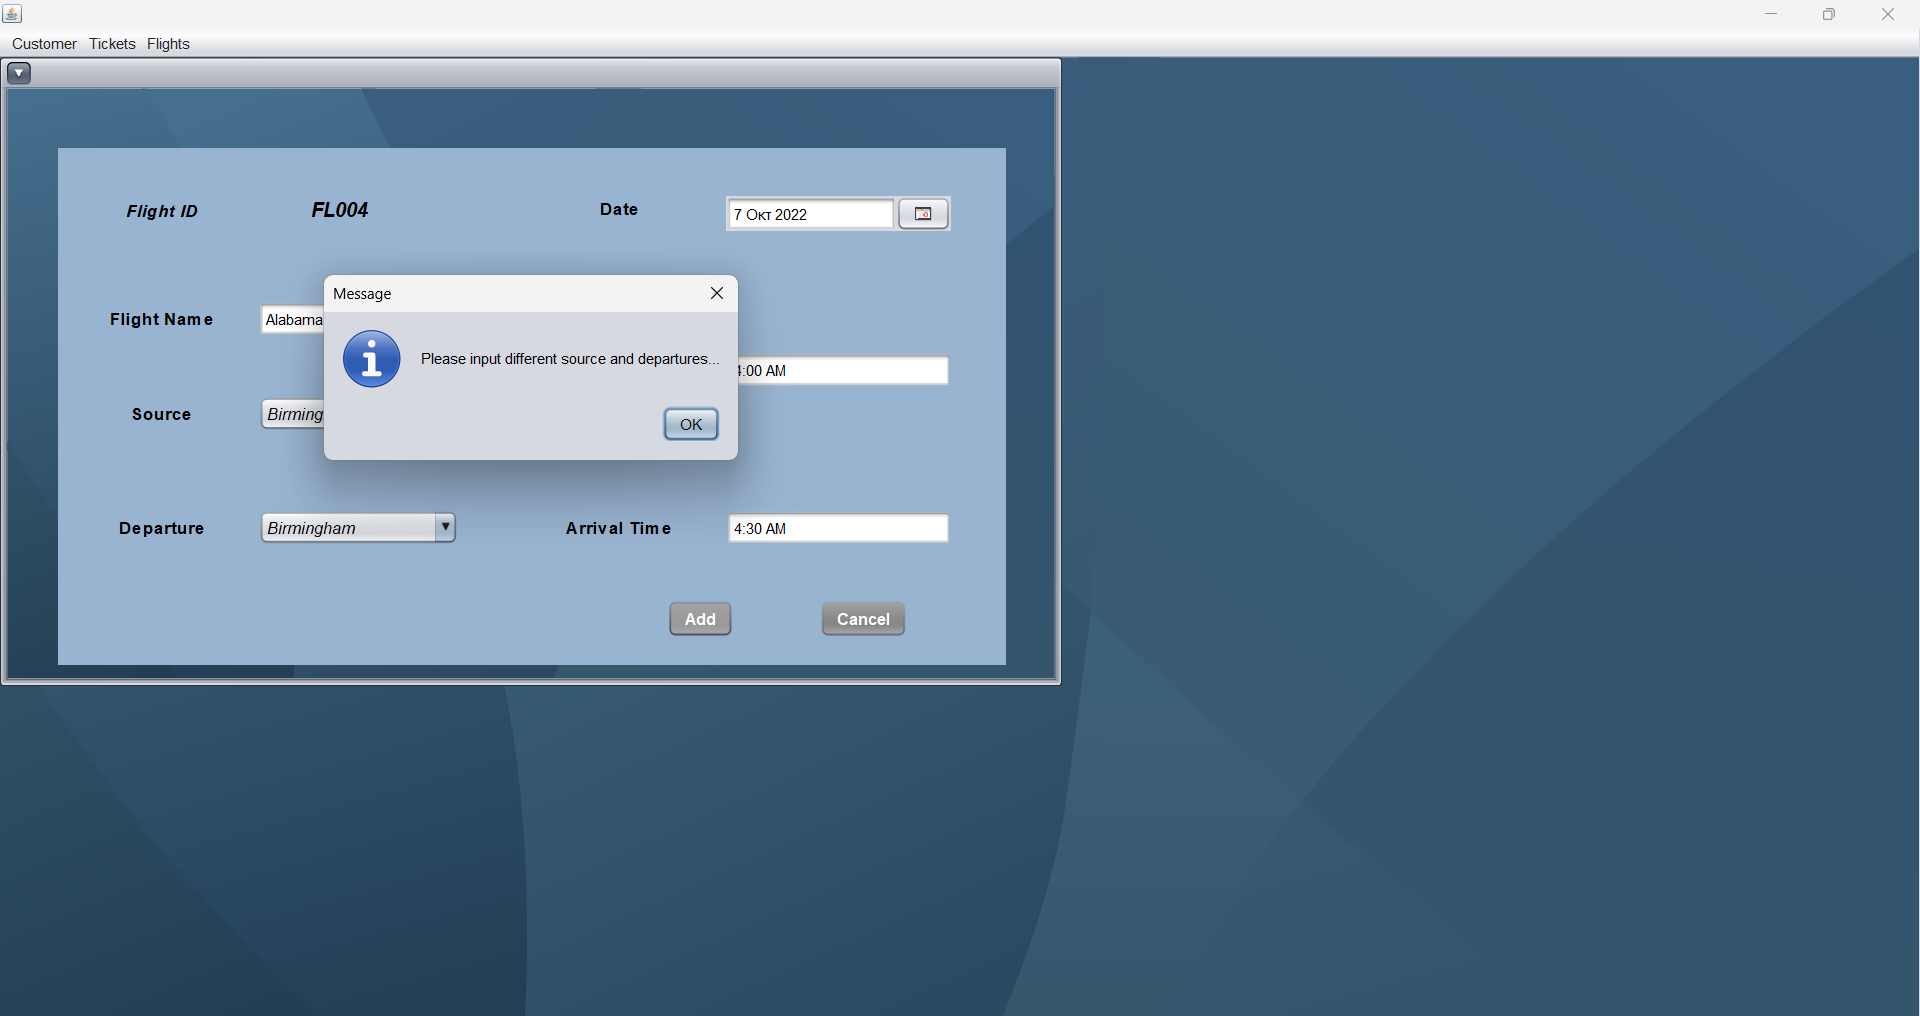 Customer Tickets Flights
Flight ID FL004 Date 7 Окт 2022
Message
Flight Name Alabama
Please input different source and departures...
:00 AM
Source Birming
OK
Departure Birmingham Arrival Time 4:30 AM
Add Cancel